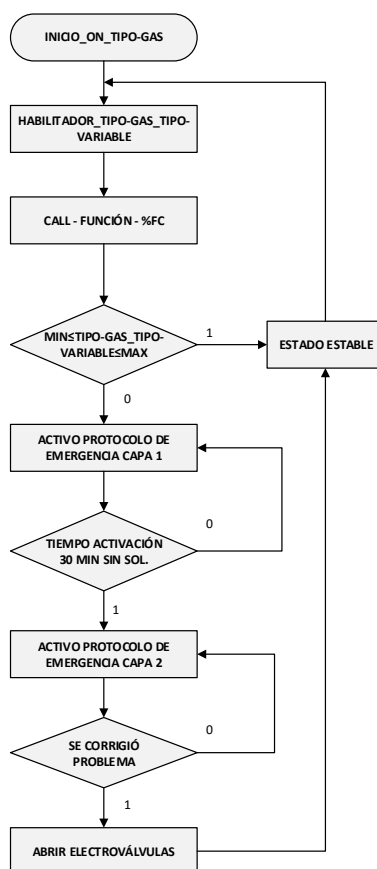 INICIO_ON_TIPO-GAS
HABILITADOR_TIPO-GAS_TIPO-
VARIABLE
CALL - FUNCIÓN - %FC
MIN≤TIPO-GAS_TIPO-
VARIABLE≤MAX
1
ESTADO ESTABLE
0
ACTIVO PROTOCOLO DE
EMERGENCIA CAPA 1
0
TIEMPO ACTIVACIÓN
30 MIN SIN SOL.
1
ACTIVO PROTOCOLO DE
EMERGENCIA CAPA 2
0
SE CORRIGIÓ
PROBLEMA
1
ABRIR ELECTROVÁLVULAS